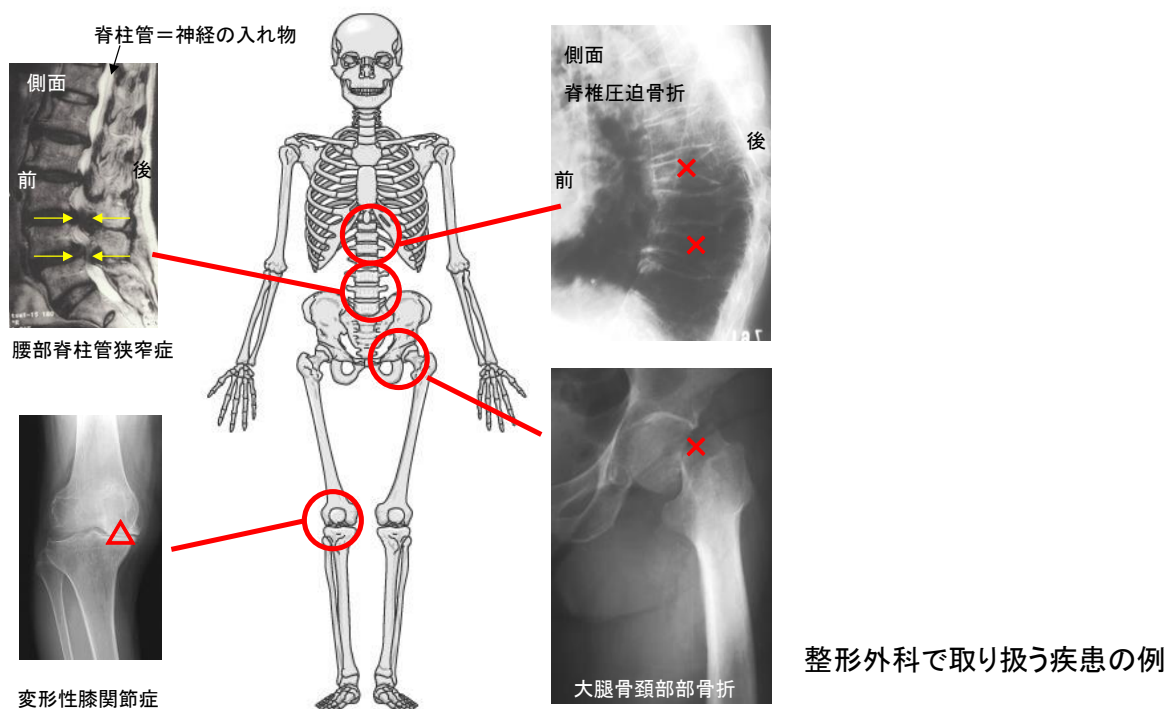 脊柱管＝神経の入れ物
側面
前
後
腰部脊柱管狭窄症
側面
脊椎圧迫骨折
前
後
変形性膝関節症
大腿骨頚部部骨折
整形外科で取り扱う疾患の例